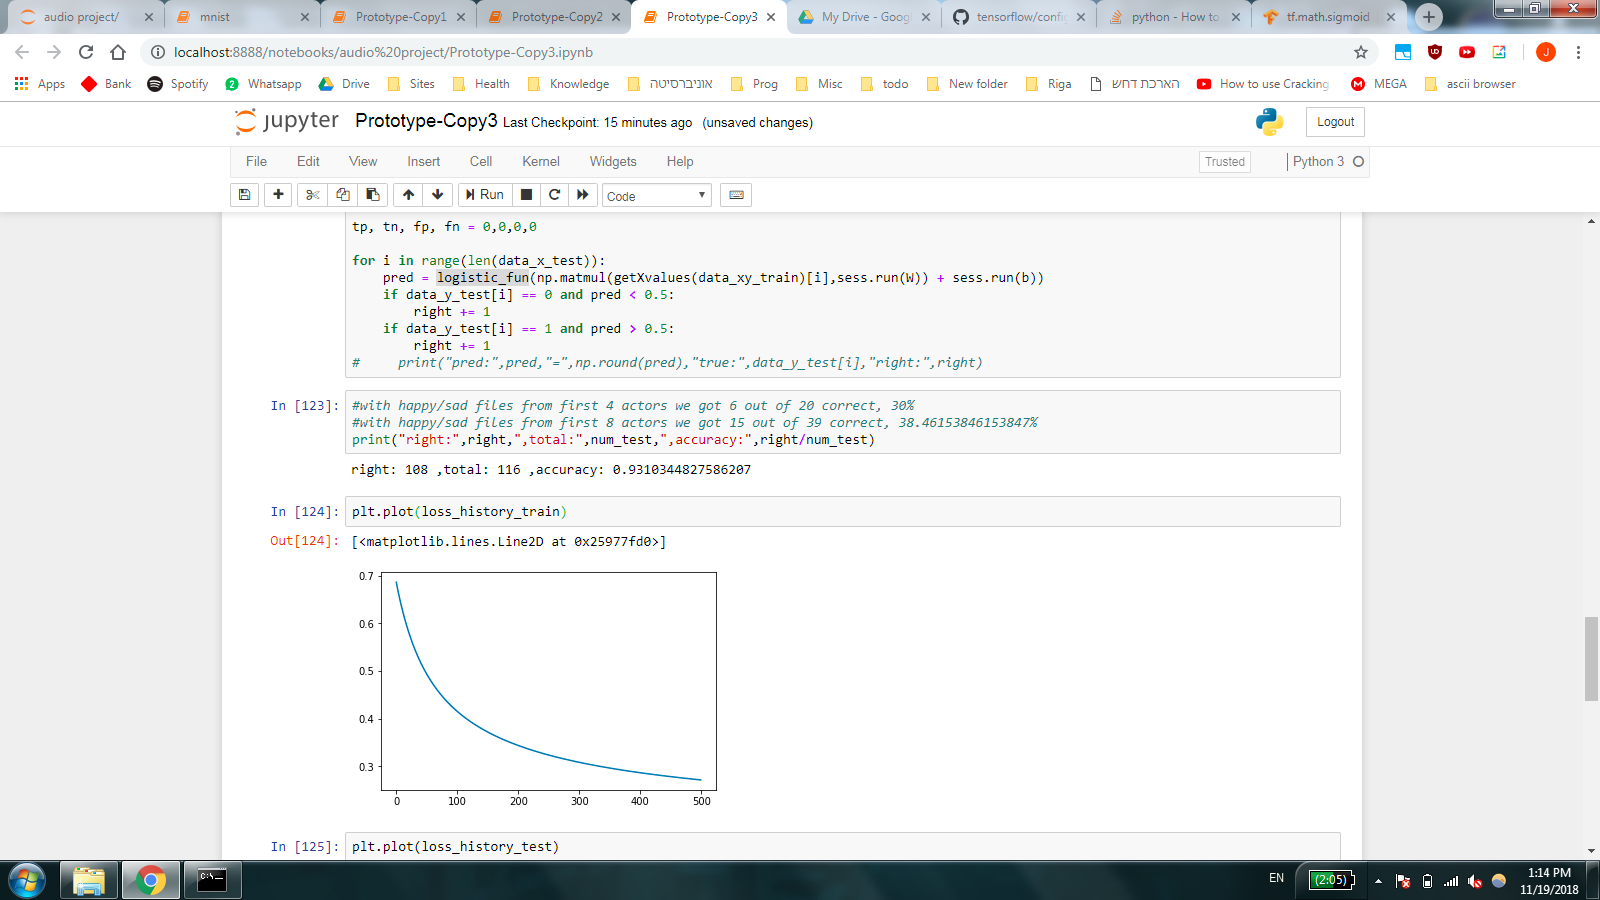 audio project/
mnist
Prototype-Copy1
Prototype-Copy2
Prototype-Copy3
My Drive - Goog
tensorflow/config
python - How to
tf.math.sigmoid
localhost:8888/notebooks/audio%20project/Prototype-Copy3.ipynb
Apps
Bank
Spotify
2
Whatsapp
Drive
Sites
Health
Knowledge
אוניברסיטה
Prog
Misc
todo
New folder
Riga
הארכת דרוש
How to use Cracking
MEGA
ascii browser
jupyter
Prototype-Copy3 Last Checkpoint: 15 minutes ago (unsaved changes)
Logout
File
Edit
View
Insert
Cell
Kernel
Widgets
Help
Trusted
Python 3
Run
Code
tp, tn, fp, fn = 0,0,0,0
for i in range(len(data_x_test)):
pred = logistic_fun(np.matmul(getXvalues(data_xy_train)[i],sess.run(W)) + sess.run(b))
if data_y_test[i] == 0 and pred < 0.5:
right += 1
if data_y_test[i] == 1 and pred > 0.5:
right += 1
# print("pred:",pred,"=",np.round(pred),"true:",data_y_test[i],"right:",right)
In [123]:
#with happy/sad files from first 4 actors we got 6 out of 20 correct, 30%
#with happy/sad files from first 8 actors we got 15 out of 39 correct, 38.46153846153847%
print("right:",right,",total:",num_test,",accuracy:",right/num_test)
right: 108 ,total: 116 ,accuracy: 0.9310344827586207
In [124]:
plt.plot(loss_history_train)
Out[124]:
[<matplotlib.lines.Line2D at 0x25977fd0>]
0.7
0.6
0.5
0.4
0.3
0
100
200
300
400
500
In [125]:
plt.plot(loss_history_test)
EN
(2:05)
1:14 PM
11/19/2018